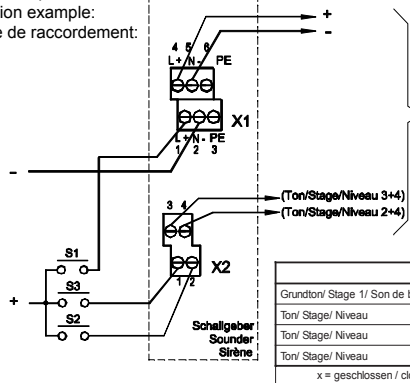 ion example:
e de raccordement:
4 5 6
L+ N- PE
+
-
X1
L+ N- PE
1 2 3
-
3 4
(Ton/Stage/Niveau 3+4)
(Ton/Stage/Niveau 2+4)
S1
X2
1 2
S3
+
S2
Schallgeber
Sounder
Sirène
Grundton/ Stage 1/ Son de b
Ton/ Stage/ Niveau
Ton/ Stage/ Niveau
Ton/ Stage/ Niveau
x = geschlossen / clo